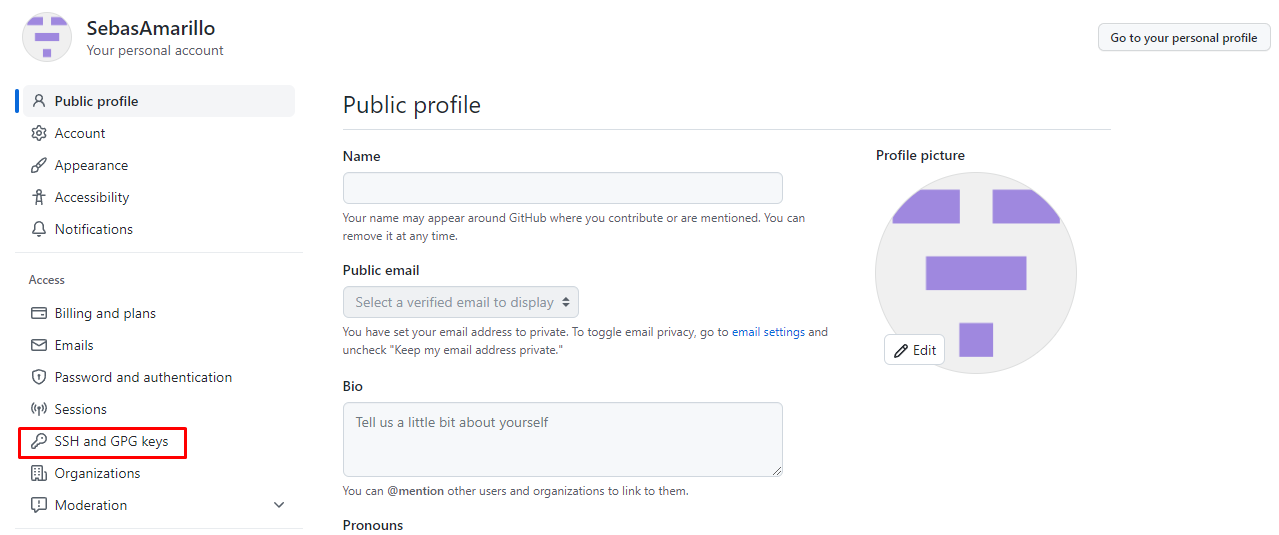 SebasAmarillo
Your personal account
Go to your personal profile
Public profile
Account
Appearance
Accessibility
Notifications
Access
Billing and plans
Emails
Password and authentication
Sessions
SSH and GPG keys
Organizations
Moderation
Public profile
Name
Your name may appear around GitHub where you contribute or are mentioned. You can
remove it at any time.
Public email
Select a verified email to display
You have set your email address to private. To toggle email privacy, go to email settings and
uncheck "Keep my email address private."
Bio
Tell us a little bit about yourself
You can @mention other users and organizations to link to them.
Pronouns
Profile picture
Edit